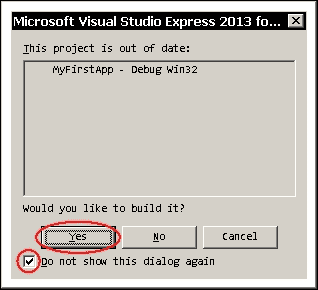 Microsoft Visual Studio Express 2013 fo...
This project is out of date:
MyFirstApp - Debug Win32
Would you like to build it?
Yes
No
Cancel
Do not show this dialog again